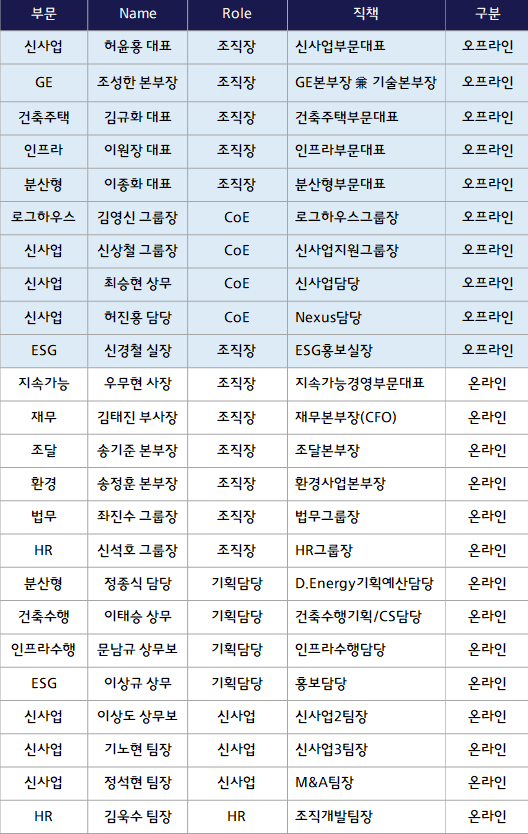 부문 Name Role 직책 구분
신사업 허윤홍 대표 조직장 신사업부문대표 오프라인
GE 조성한 본부장 조직장 GE본부장 兼 기술본부장 오프라인
건축주택 김규화 대표 조직장 건축주택부문대표 오프라인
인프라 이원장 대표 조직장 인프라부문대표 오프라인
분산형 이종화 대표 조직장 분산형부문대표 오프라인
로그하우스 김영신 그룹장 CoE 로그하우스그룹장 오프라인
신사업 신상철 그룹장 CoE 신사업지원그룹장 오프라인
신사업 최승현 상무 CoE 신사업담당 오프라인
신사업 허진홍 담당 CoE Nexus담당 오프라인
ESG 신경철 실장 조직장 ESG홍보실장 오프라인
지속가능 우무현 사장 조직장 지속가능경영부문대표 온라인
재무 김태진 부사장 조직장 재무본부장(CFO) 온라인
조달 송기준 본부장 조직장 조달본부장 온라인
환경 송정훈 본부장 조직장 환경사업본부장 온라인
법무 좌진수 그룹장 조직장 법무그룹장 온라인
HR 신석호 그룹장 조직장 HR그룹장 온라인
분산형 정종식 담당 기획담당 D.Energy기획예산담당 온라인
건축수행 이태승 상무 기획담당 건축수행기획/CS담당 온라인
인프라수행 문남규 상무보 기획담당 인프라수행담당 온라인
ESG 이상규 상무 기획담당 홍보담당 온라인
신사업 이상도 상무보 신사업 신사업2팀장 온라인
신사업 기노현 팀장 신사업 신사업3팀장 온라인
신사업 정석현 팀장 신사업 M&A팀장 온라인
HR 김욱수 팀장 HR 조직개발팀장 온라인